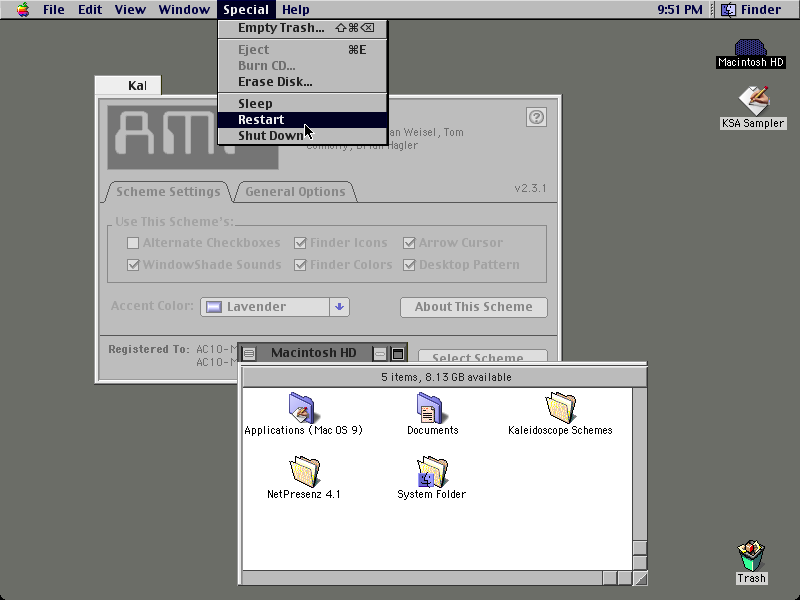 File Edit View Window Special Help 9:51 PM Finder
Empty Trash... ⇧⌘⌫
Eject ⌘E
Burn CD...
Erase Disk...
Sleep
Restart
Shut Down
Macintosh HD
KSA Sampler
Kal
AM
an Weisel, Tom
Connolly, Brian Hagler
?
Scheme Settings General Options v2.3.1
Use This Scheme's:
Alternate Checkboxes Finder Icons Arrow Cursor
WindowShade Sounds Finder Colors Desktop Pattern
Accent Color: Lavender About This Scheme
Registered To: AC10-M
AC10-M
Select Scheme
Macintosh HD
5 items, 8.13 GB available
Applications (Mac OS 9) Documents Kaleidoscope Schemes
NetPresenz 4.1 System Folder
Trash